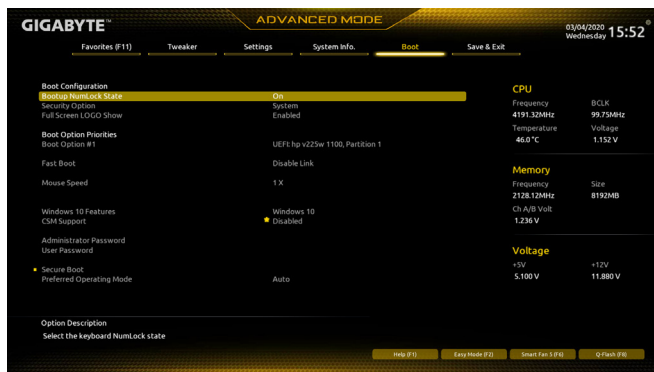 GIGABYTE™
ADVANCED MODE
03/04/2020 Wednesday 15:52
Favorites (F11) Tweaker Settings System Info. Boot Save & Exit
Boot Configuration
Bootup NumLock State On
Security Option System
Full Screen LOGO Show Enabled
Boot Option Priorities
Boot Option #1 UEFI: hp v225w 1100, Partition 1
Fast Boot Disable Link
Mouse Speed 1 X
Windows 10 Features Windows 10
CSM Support Disabled
Administrator Password
User Password
Secure Boot
Preferred Operating Mode Auto
Option Description
Select the keyboard NumLock state
CPU
Frequency BCLK
4191.32MHz 99.75MHz
Temperature Voltage
46.0 °C 1.152 V
Memory
Frequency Size
2128.12MHz 8192MB
Ch A/B Volt
1.236 V
Voltage
+5V +12V
5.100 V 11.880 V
Help (F1) Easy Mode (F2) Smart Fan 5 (F6) Q-Flash (F8)